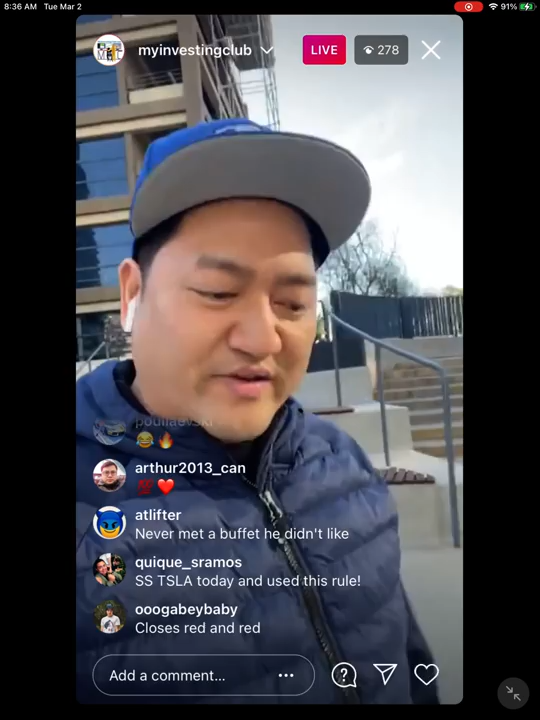 8:36 AM Tue Mar 2
91%
myinvestingclub
LIVE
278
arthur2013_can
💯❤️
atlifter
Never met a buffet he didn't like
quique_sramos
SS TSLA today and used this rule!
ooogabeybaby
Closes red and red
Add a comment...